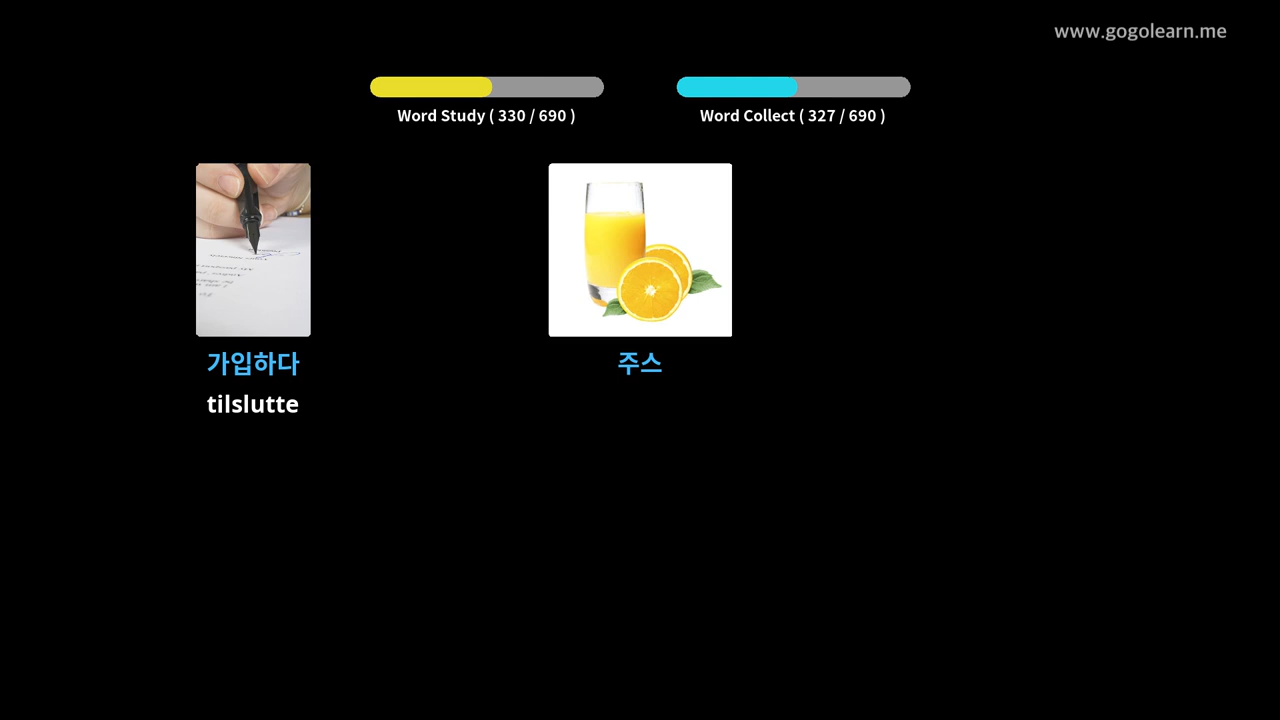 www.gogolearn.me
Word Study ( 330 / 690 )
Word Collect ( 327 / 690 )
가입하다
tilslutte
주스